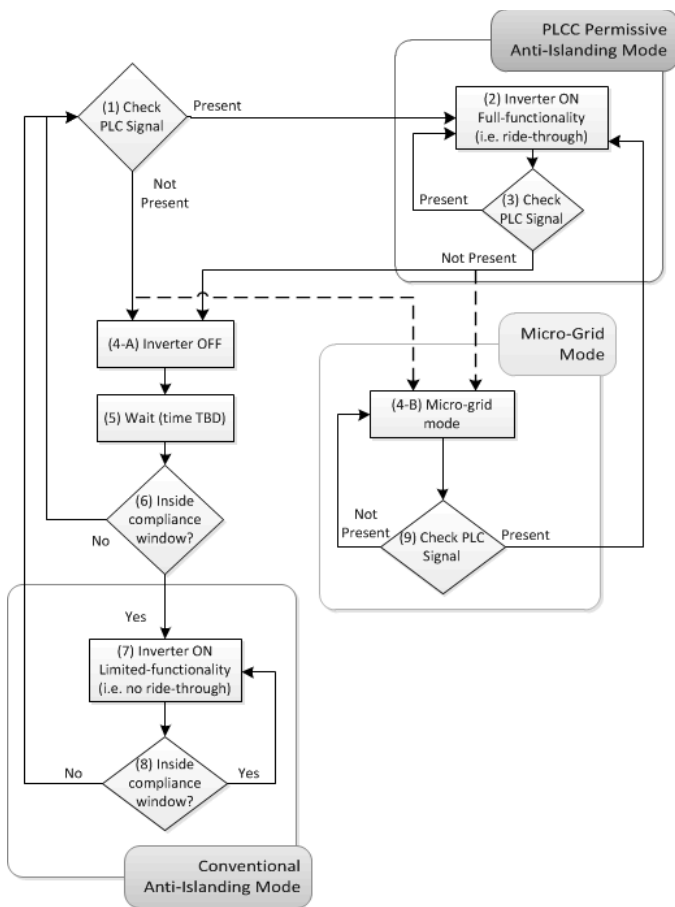 PLCC Permissive
Anti-Islanding Mode
(1) Check
PLC Signal
Present
(2) Inverter ON
Full-functionality
(i.e. ride-through)
Not
Present
Present
(3) Check
PLC Signal
Not Present
(4-A) Inverter OFF
Micro-Grid
Mode
(5) Wait (time TBD)
(4-B) Micro-grid
mode
(6) Inside
compliance
window?
No
Not
Present
(9) Check PLC
Signal
Present
Yes
(7) Inverter ON
Limited-functionality
(i.e. no ride-through)
(8) Inside
compliance
window?
No
Yes
Conventional
Anti-Islanding Mode